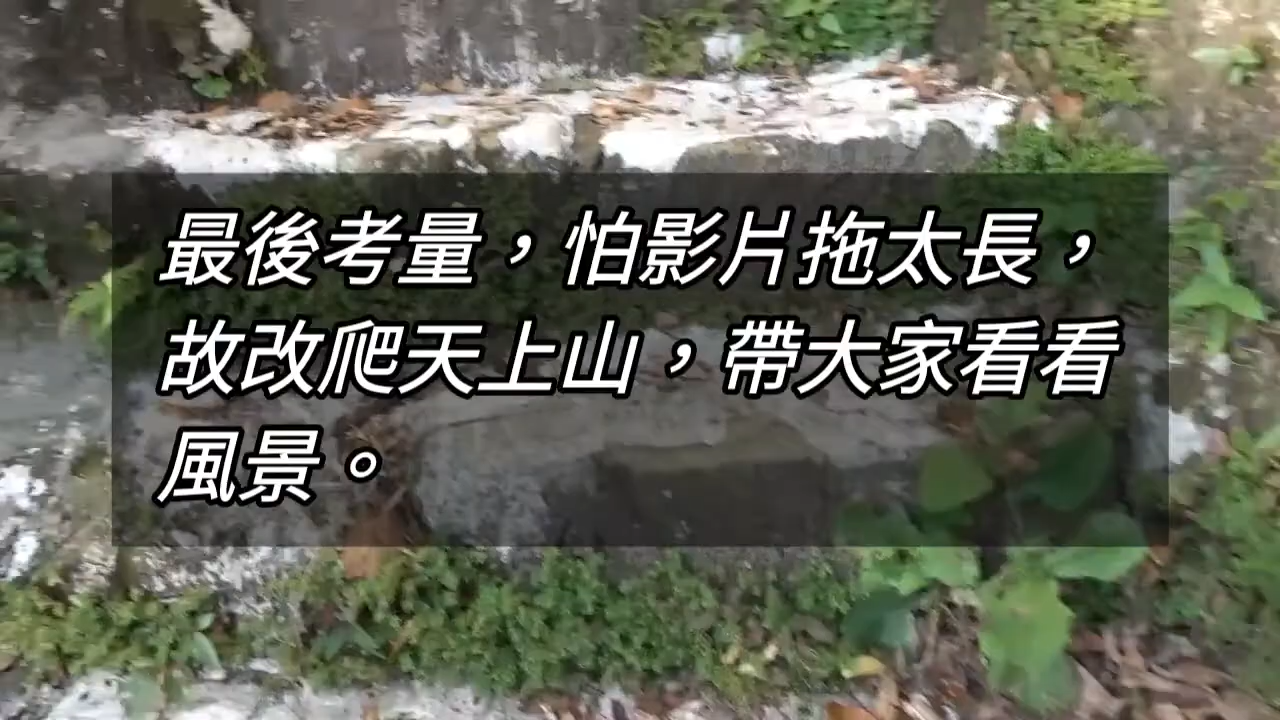 最後考量，怕影片拖太長，
故改爬天上山，帶大家看看
風景。